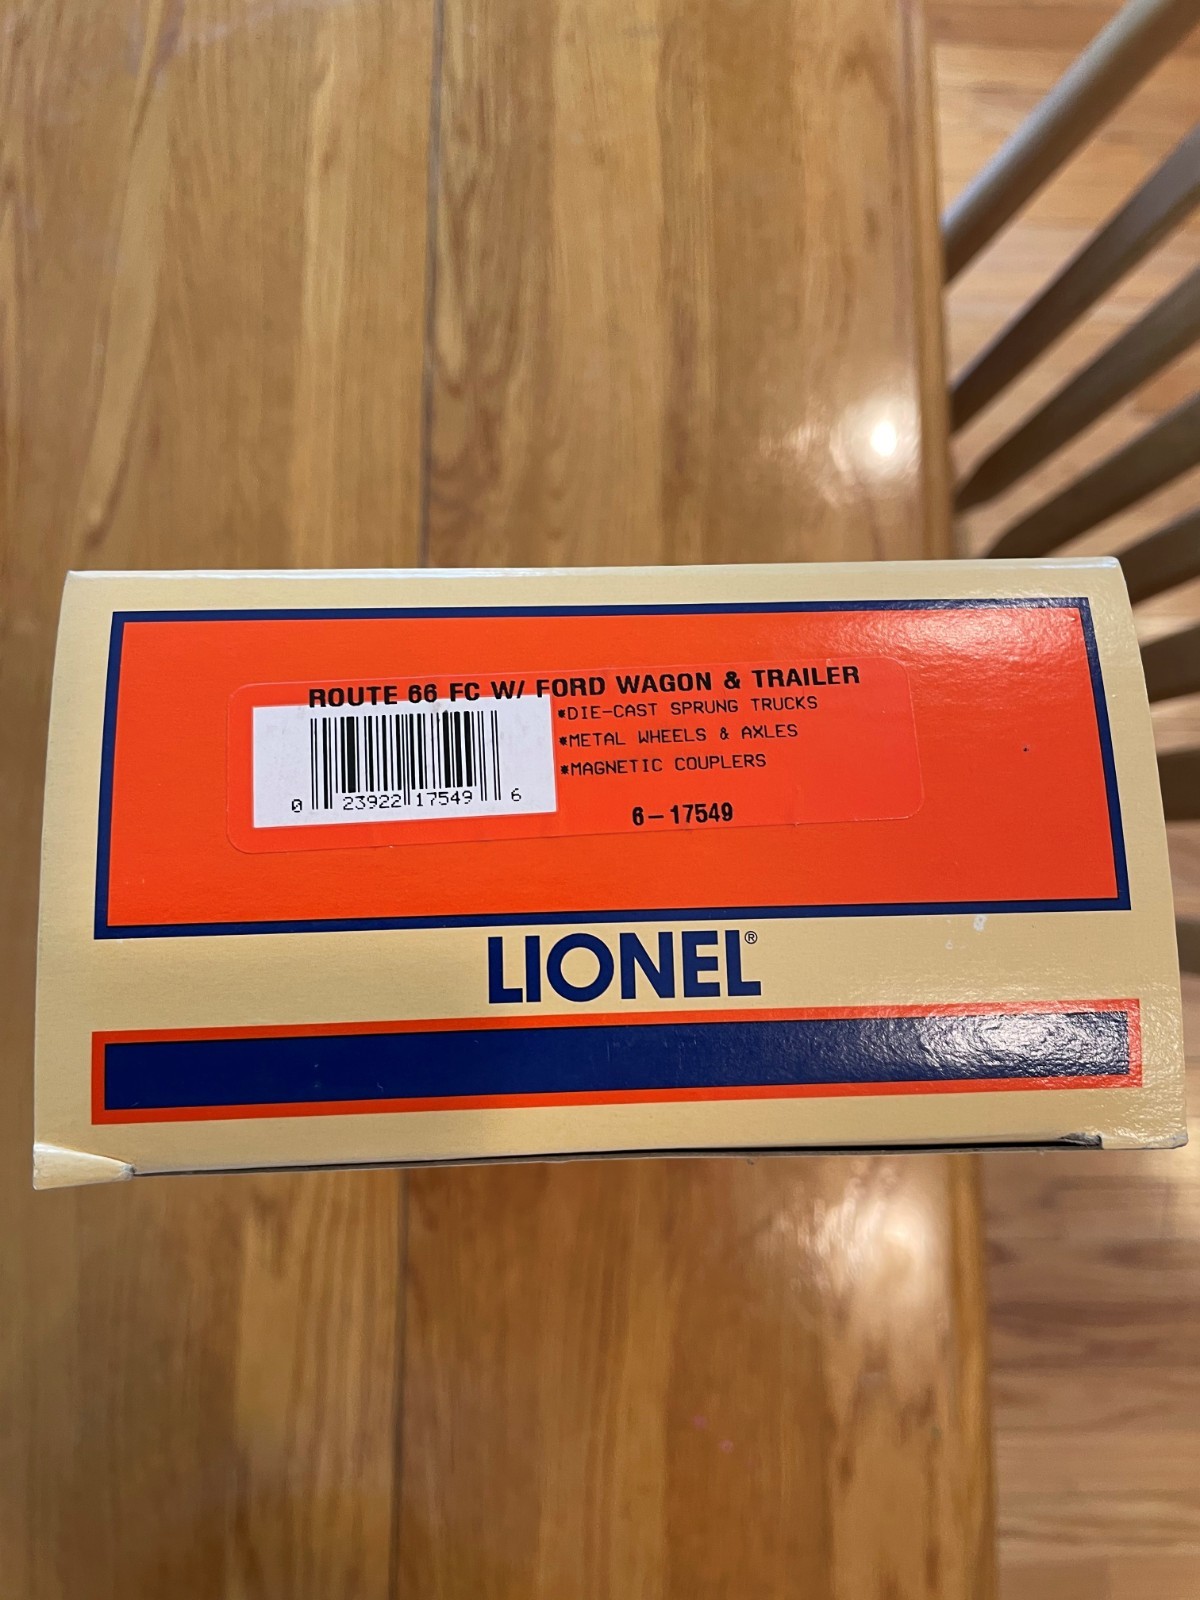 ROUTE 66 FC W/ FORD WAGON & TRAILER
*DIE-CAST SPRUNG TRUCKS
*METAL WHEELS & AXLES
*MAGNETIC COUPLERS
0 23922 17549 6
6-17549
LIONEL®